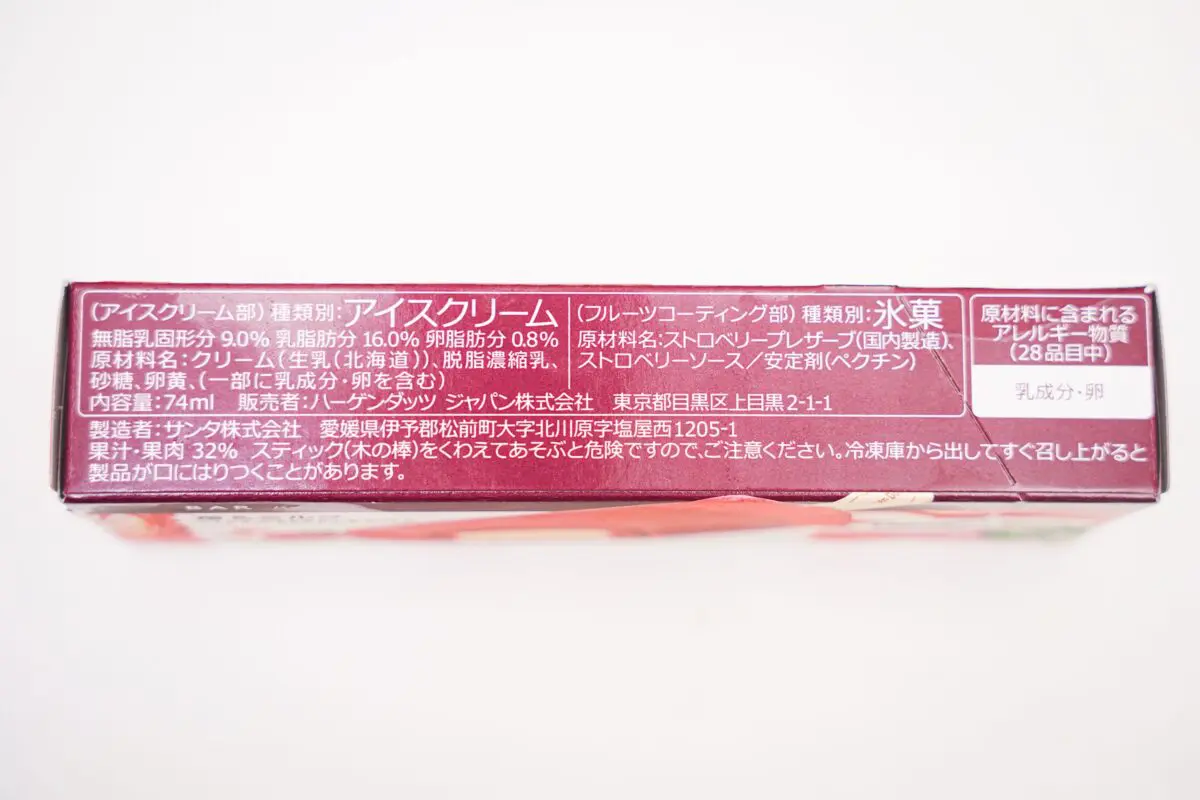 (アイスクリーム部) 種類別:アイスクリーム
無脂乳固形分 9.0% 乳脂肪分 16.0% 卵脂肪分 0.8%
原材料名:クリーム(生乳(北海道))、脱脂濃縮乳、
砂糖、卵黄、(一部に乳成分・卵を含む)
(フルーツコーティング部) 種類別:氷菓
原材料名:ストロベリープレザーブ(国内製造)、
ストロベリーソース/安定剤(ペクチン)
内容量:74ml 販売者:ハーゲンダッツ ジャパン株式会社 東京都目黒区上目黒2-1-1
原材料に含まれる
アレルギー物質
(28品目中)
乳成分・卵
製造者:サンタ株式会社 愛媛県伊予郡松前町大字北川原字塩屋西1205-1
果汁・果肉 32% スティック(木の棒)をくわえてあそぶと危険ですので、ご注意ください。冷凍庫から出してすぐ召し上がると
製品が口にはりつくことがあります。
BAR